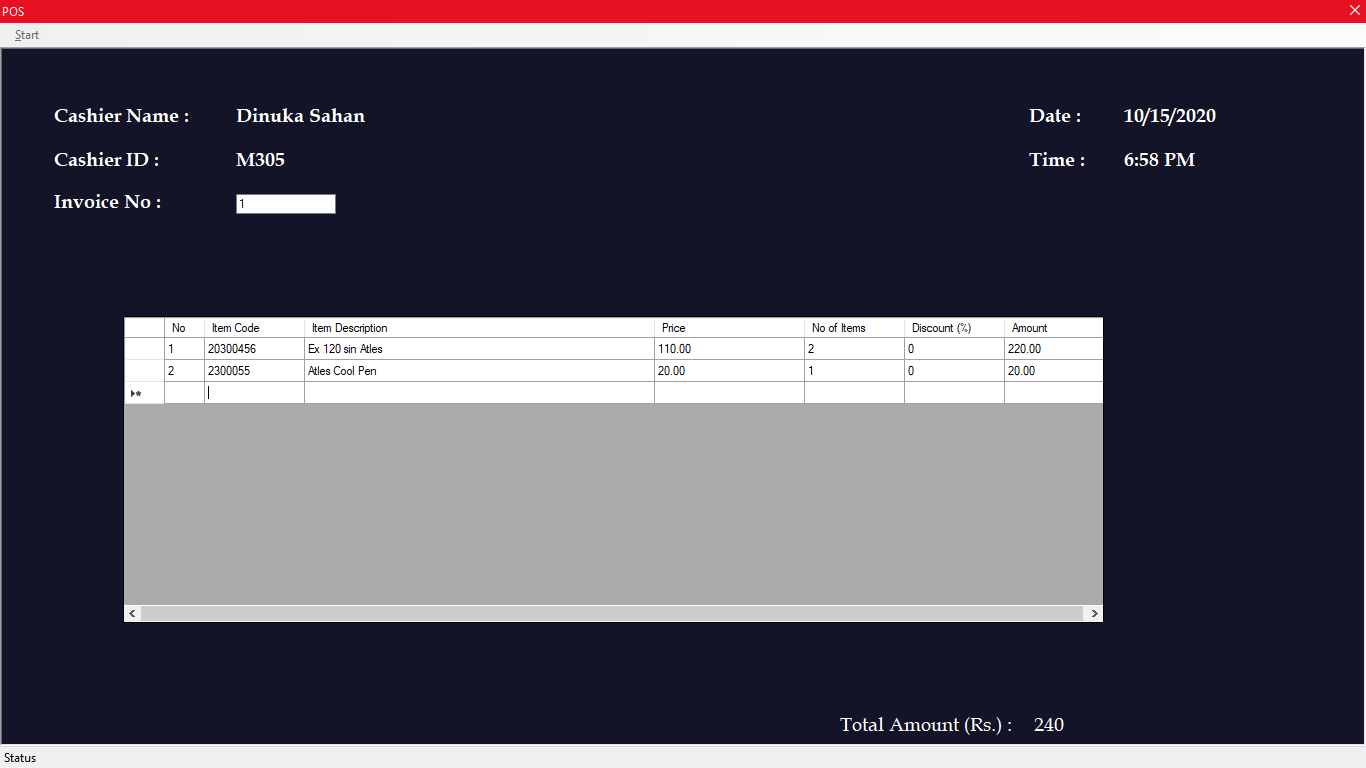 POS
Start
Cashier Name : Dinuka Sahan Date : 10/15/2020
Cashier ID : M305 Time : 6:58 PM
Invoice No : 1
No Item Code Item Description Price No of Items Discount (%) Amount
1 20300456 Ex 120 sin Atles 110.00 2 0 220.00
2 2300055 Atles Cool Pen 20.00 1 0 20.00
Total Amount (Rs.) : 240
Status